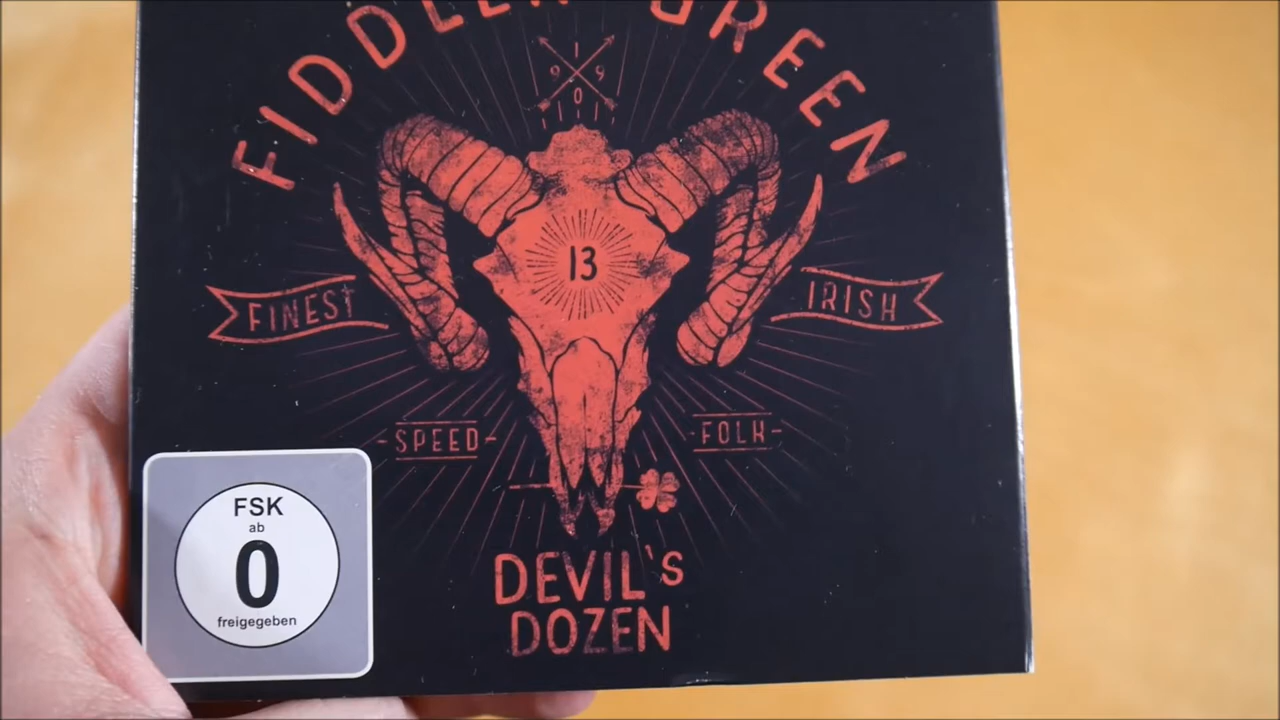 FIDDLER'S GREEN
1
9 9
0
13
FINEST
IRISH
SPEED
FOLK
DEVIL'S
DOZEN
FSK
ab
0
freigegeben